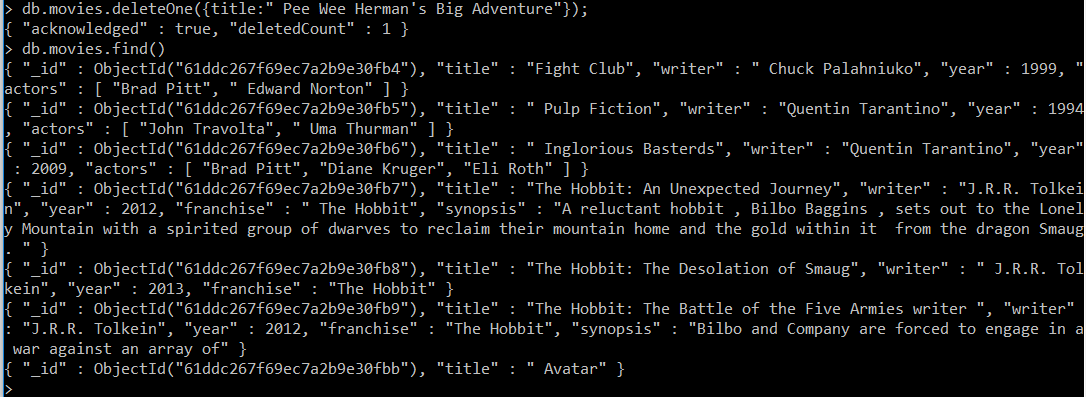 > db.movies.deleteOne({title:" Pee Wee Herman's Big Adventure"});
{ "acknowledged" : true, "deletedCount" : 1 }
> db.movies.find()
{ "_id" : ObjectId("61ddc267f69ec7a2b9e30fb4"), "title" : "Fight Club", "writer" : " Chuck Palahniuko", "year" : 1999, "
actors" : [ "Brad Pitt", " Edward Norton" ] }
{ "_id" : ObjectId("61ddc267f69ec7a2b9e30fb5"), "title" : " Pulp Fiction", "writer" : "Quentin Tarantino", "year" : 1994
, "actors" : [ "John Travolta", " Uma Thurman" ] }
{ "_id" : ObjectId("61ddc267f69ec7a2b9e30fb6"), "title" : " Inglorious Basterds", "writer" : "Quentin Tarantino", "year"
 : 2009, "actors" : [ "Brad Pitt", "Diane Kruger", "Eli Roth" ] }
{ "_id" : ObjectId("61ddc267f69ec7a2b9e30fb7"), "title" : "The Hobbit: An Unexpected Journey", "writer" : "J.R.R. Tolkei
n", "year" : 2012, "franchise" : " The Hobbit", "synopsis" : "A reluctant hobbit , Bilbo Baggins , sets out to the Lonel
y Mountain with a spirited group of dwarves to reclaim their mountain home and the gold within it  from the dragon Smaug
. " }
{ "_id" : ObjectId("61ddc267f69ec7a2b9e30fb8"), "title" : "The Hobbit: The Desolation of Smaug", "writer" : " J.R.R. Tol
kein", "year" : 2013, "franchise" : "The Hobbit" }
{ "_id" : ObjectId("61ddc267f69ec7a2b9e30fb9"), "title" : "The Hobbit: The Battle of the Five Armies writer ", "writer"
: "J.R.R. Tolkein", "year" : 2012, "franchise" : "The Hobbit", "synopsis" : "Bilbo and Company are forced to engage in a
 war against an array of" }
{ "_id" : ObjectId("61ddc267f69ec7a2b9e30fbb"), "title" : " Avatar" }
>